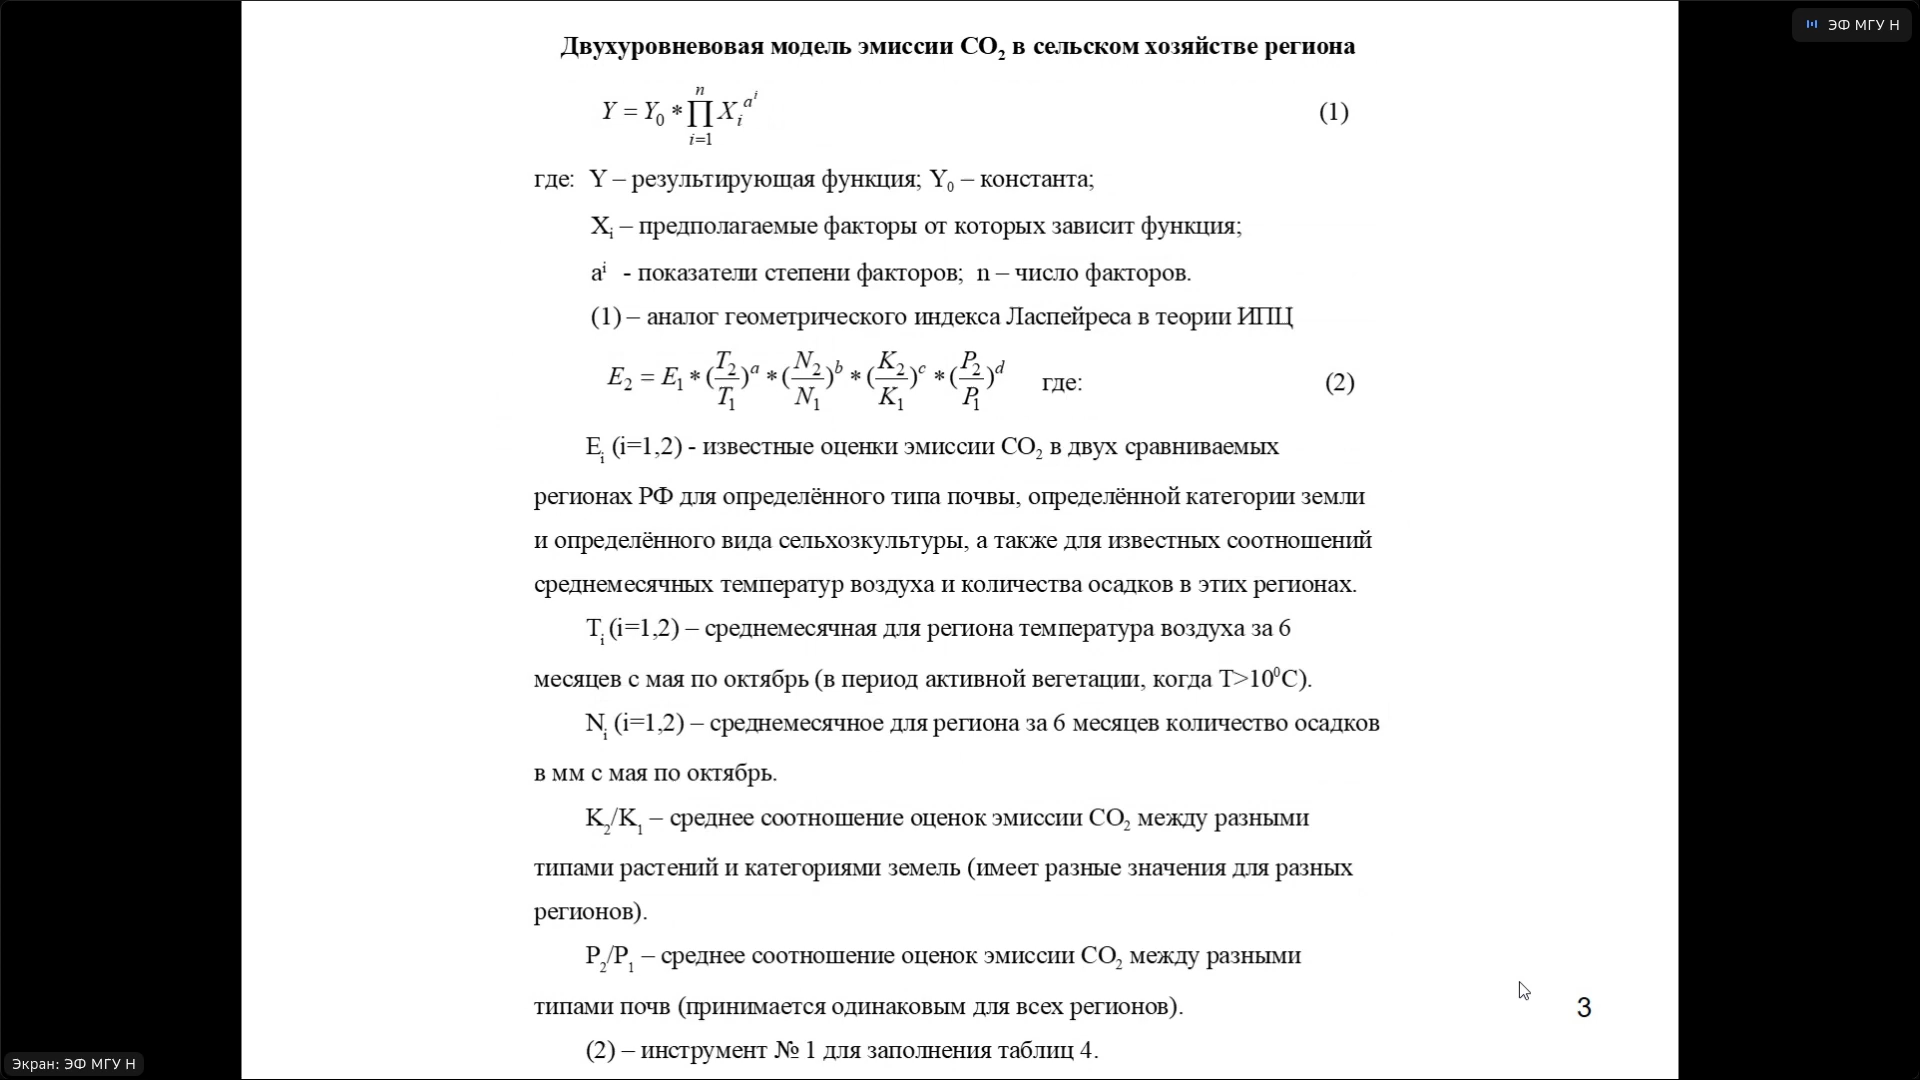 ЭФ МГУ Н
Двухуровневовая модель эмиссии CO₂ в сельском хозяйстве региона
Y = Y₀ * ∏ⁿᵢ₌₁ Xᵢ^aⁱ (1)
где: Y – результирующая функция; Y₀ – константа;
Xᵢ – предполагаемые факторы от которых зависит функция;
aⁱ - показатели степени факторов; n – число факторов.
(1) – аналог геометрического индекса Ласпейреса в теории ИПЦ
E₂ = E₁ * (T₂/T₁)^a * (N₂/N₁)^b * (K₂/K₁)^c * (P₂/P₁)^d где: (2)
Eᵢ (i=1,2) - известные оценки эмиссии CO₂ в двух сравниваемых
регионах РФ для определённого типа почвы, определённой категории земли
и определённого вида сельхозкультуры, а также для известных соотношений
среднемесячных температур воздуха и количества осадков в этих регионах.
Tᵢ (i=1,2) – среднемесячная для региона температура воздуха за 6
месяцев с мая по октябрь (в период активной вегетации, когда T>10⁰C).
Nᵢ (i=1,2) – среднемесячное для региона за 6 месяцев количество осадков
в мм с мая по октябрь.
K₂/K₁ – среднее соотношение оценок эмиссии CO₂ между разными
типами растений и категориями земель (имеет разные значения для разных
регионов).
P₂/P₁ – среднее соотношение оценок эмиссии CO₂ между разными
типами почв (принимается одинаковым для всех регионов).
3
(2) – инструмент № 1 для заполнения таблиц 4.
Экран: ЭФ МГУ Н